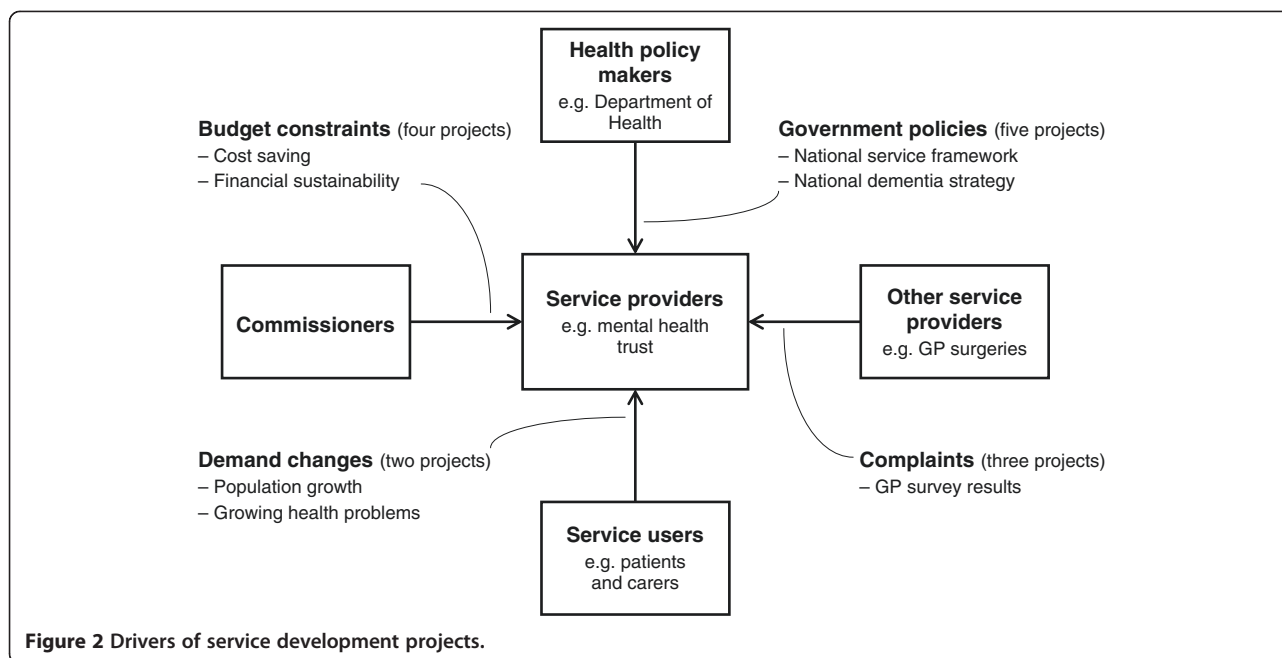 Health policy
makers
e.g. Department of
Health
Budget constraints (four projects)
– Cost saving
– Financial sustainability
Government policies (five projects)
– National service framework
– National dementia strategy
Commissioners
Service providers
e.g. mental health
trust
Other service
providers
e.g. GP surgeries
Demand changes (two projects)
– Population growth
– Growing health problems
Complaints (three projects)
– GP survey results
Service users
e.g. patients
and carers
Figure 2 Drivers of service development projects.